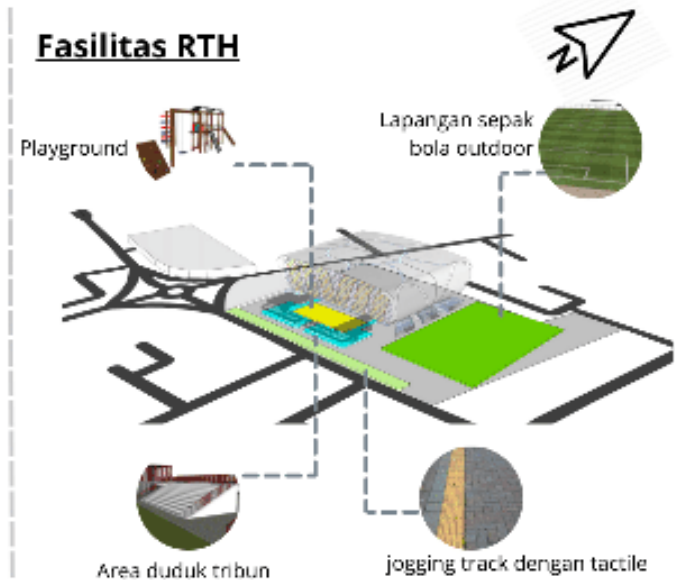 Fasilitas RTH
Playground
Lapangan sepak
bola outdoor
Area duduk tribun
jogging track dengan tactile